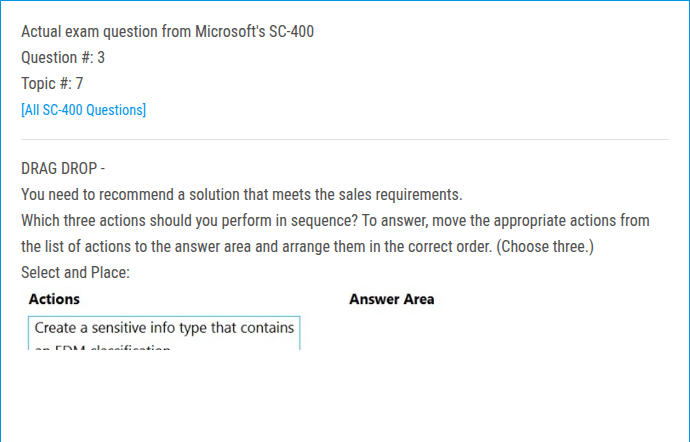 Actual exam question from Microsoft's SC-400
Question #: 3
Topic #: 7
[All SC-400 Questions]
DRAG DROP -
You need to recommend a solution that meets the sales requirements.
Which three actions should you perform in sequence? To answer, move the appropriate actions from
the list of actions to the answer area and arrange them in the correct order. (Choose three.)
Select and Place:
Actions Answer Area
Create a sensitive info type that contains
an EDM classification